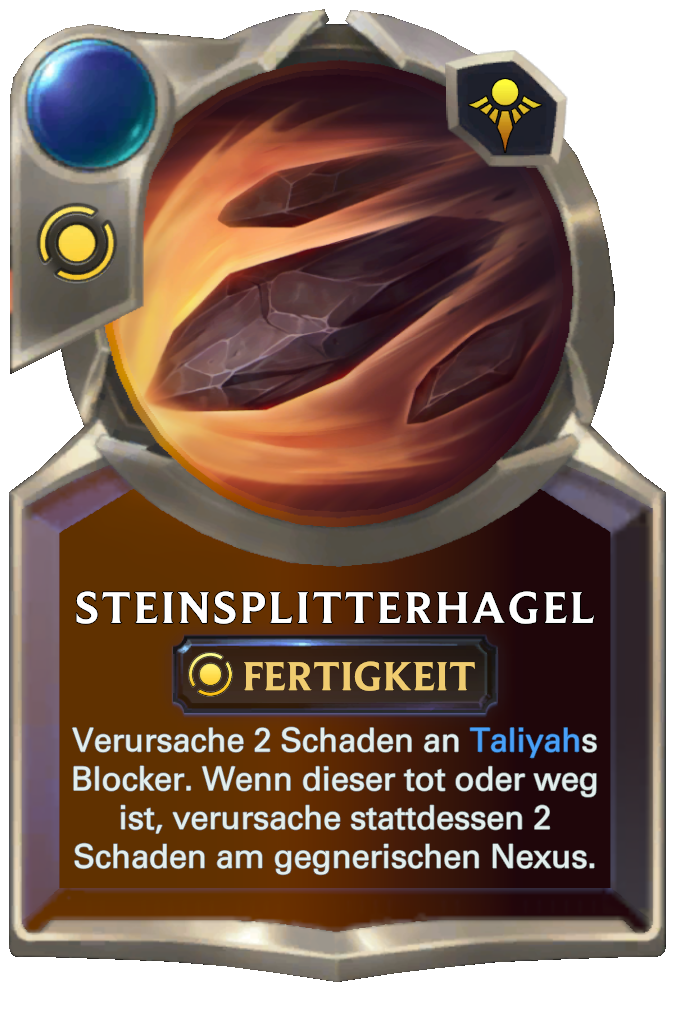 STEINSPLITTERHAGEL
FERTIGKEIT
Verursache 2 Schaden an Taliyahs
Blocker. Wenn dieser tot oder weg
ist, verursache stattdessen 2
Schaden am gegnerischen Nexus.